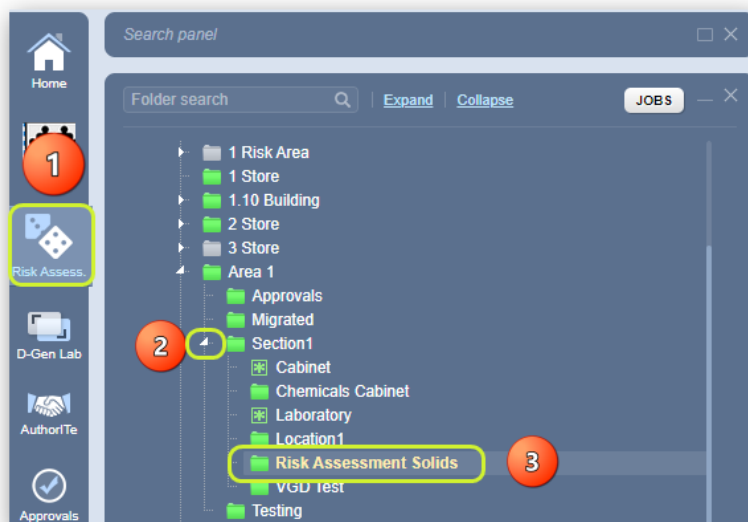 Search panel
Home
Folder search
Expand
Collapse
JOBS
1 Risk Area
1
1 Store
1.10 Building
2 Store
3 Store
Risk Assess.
Area 1
Approvals
Migrated
2
Section1
D-Gen Lab
Cabinet
Chemicals Cabinet
Laboratory
AuthorITe
Location1
Risk Assessment Solids
3
VGD Test
Testing
Approvals